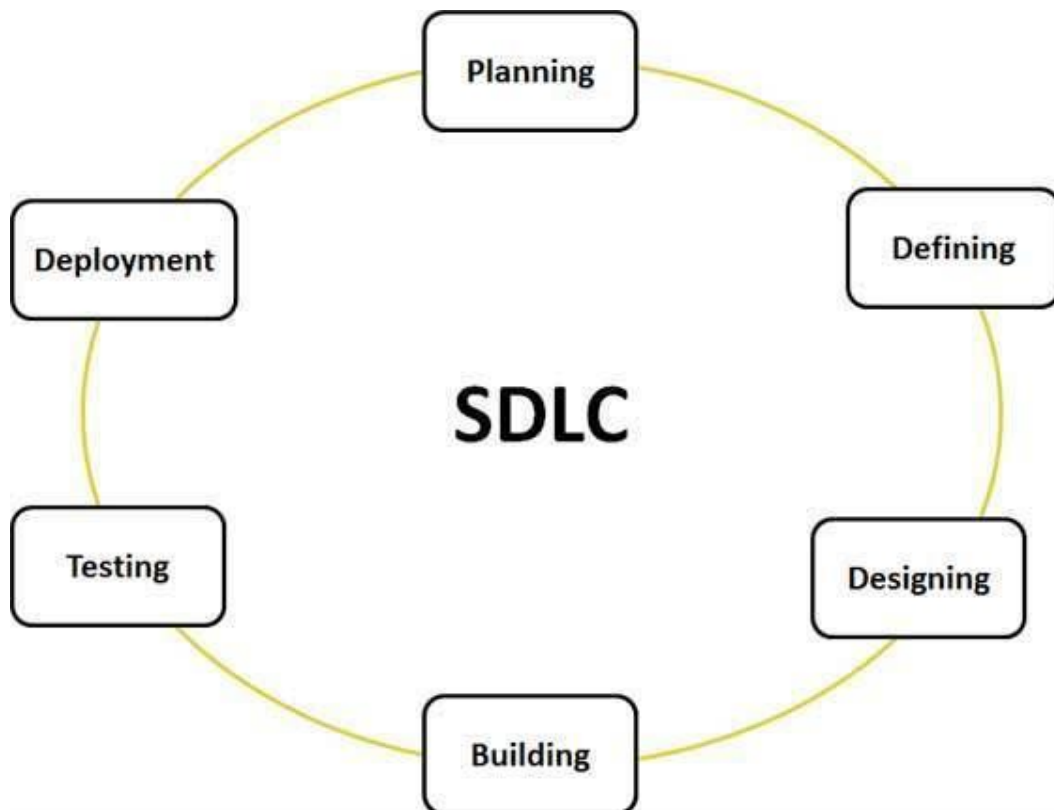 Planning
Defining
Designing
Building
Testing
Deployment
SDLC